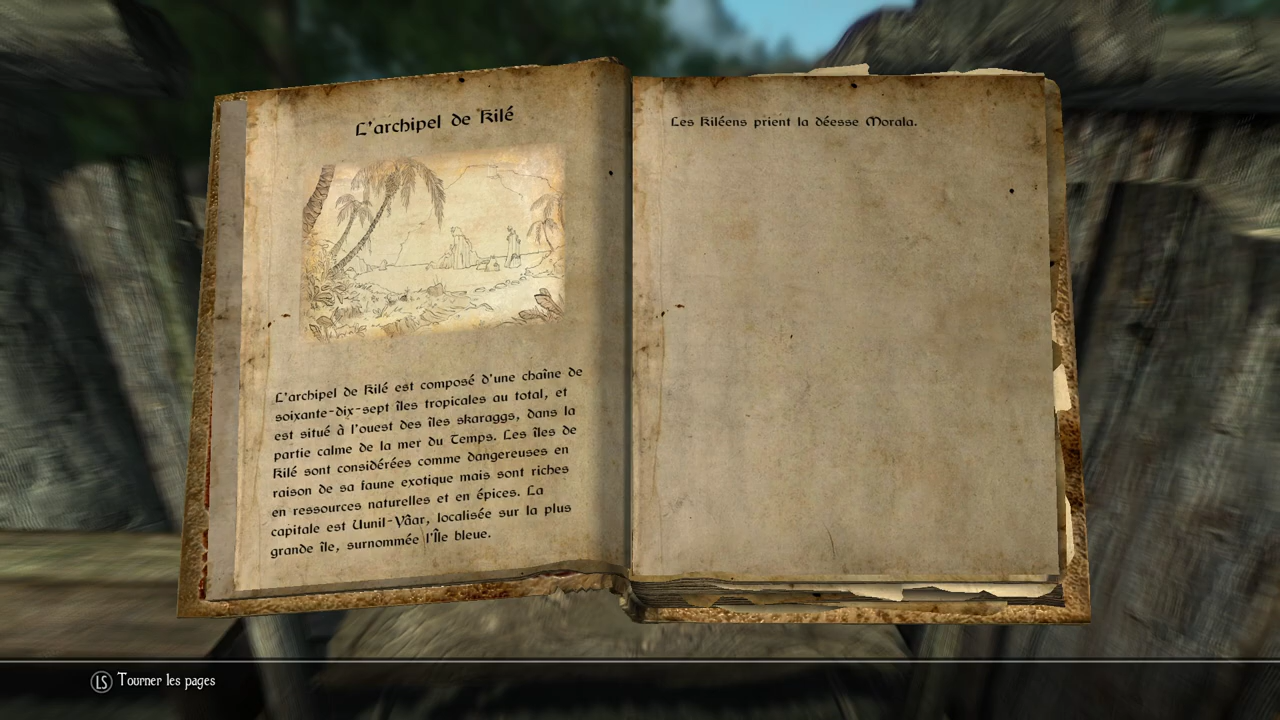 L'archipel de Kilé
L'archipel de Kilé est composé d'une chaîne de
soixante-dix-sept îles tropicales au total, et
est situé à l'ouest des îles skaraggs, dans la
partie calme de la mer du Temps. Les îles de
Kilé sont considérées comme dangereuses en
raison de sa faune exotique mais sont riches
en ressources naturelles et en épices. La
capitale est Uunil-Vâar, localisée sur la plus
grande île, surnommée l'Île bleue.
Les Kiléens prient la déesse Morala.
LS Tourner les pages